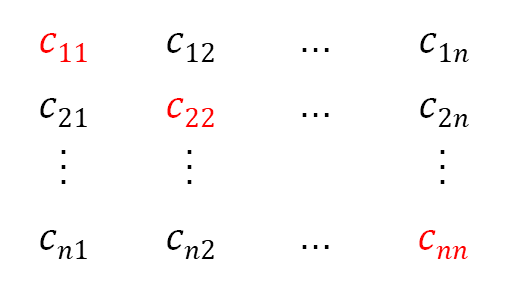 c₁₁ c₁₂ ⋯ c₁ₙ
c₂₁ c₂₂ ⋯ c₂ₙ
⋮ ⋮ ⋮
cₙ₁ cₙ₂ ⋯ cₙₙ